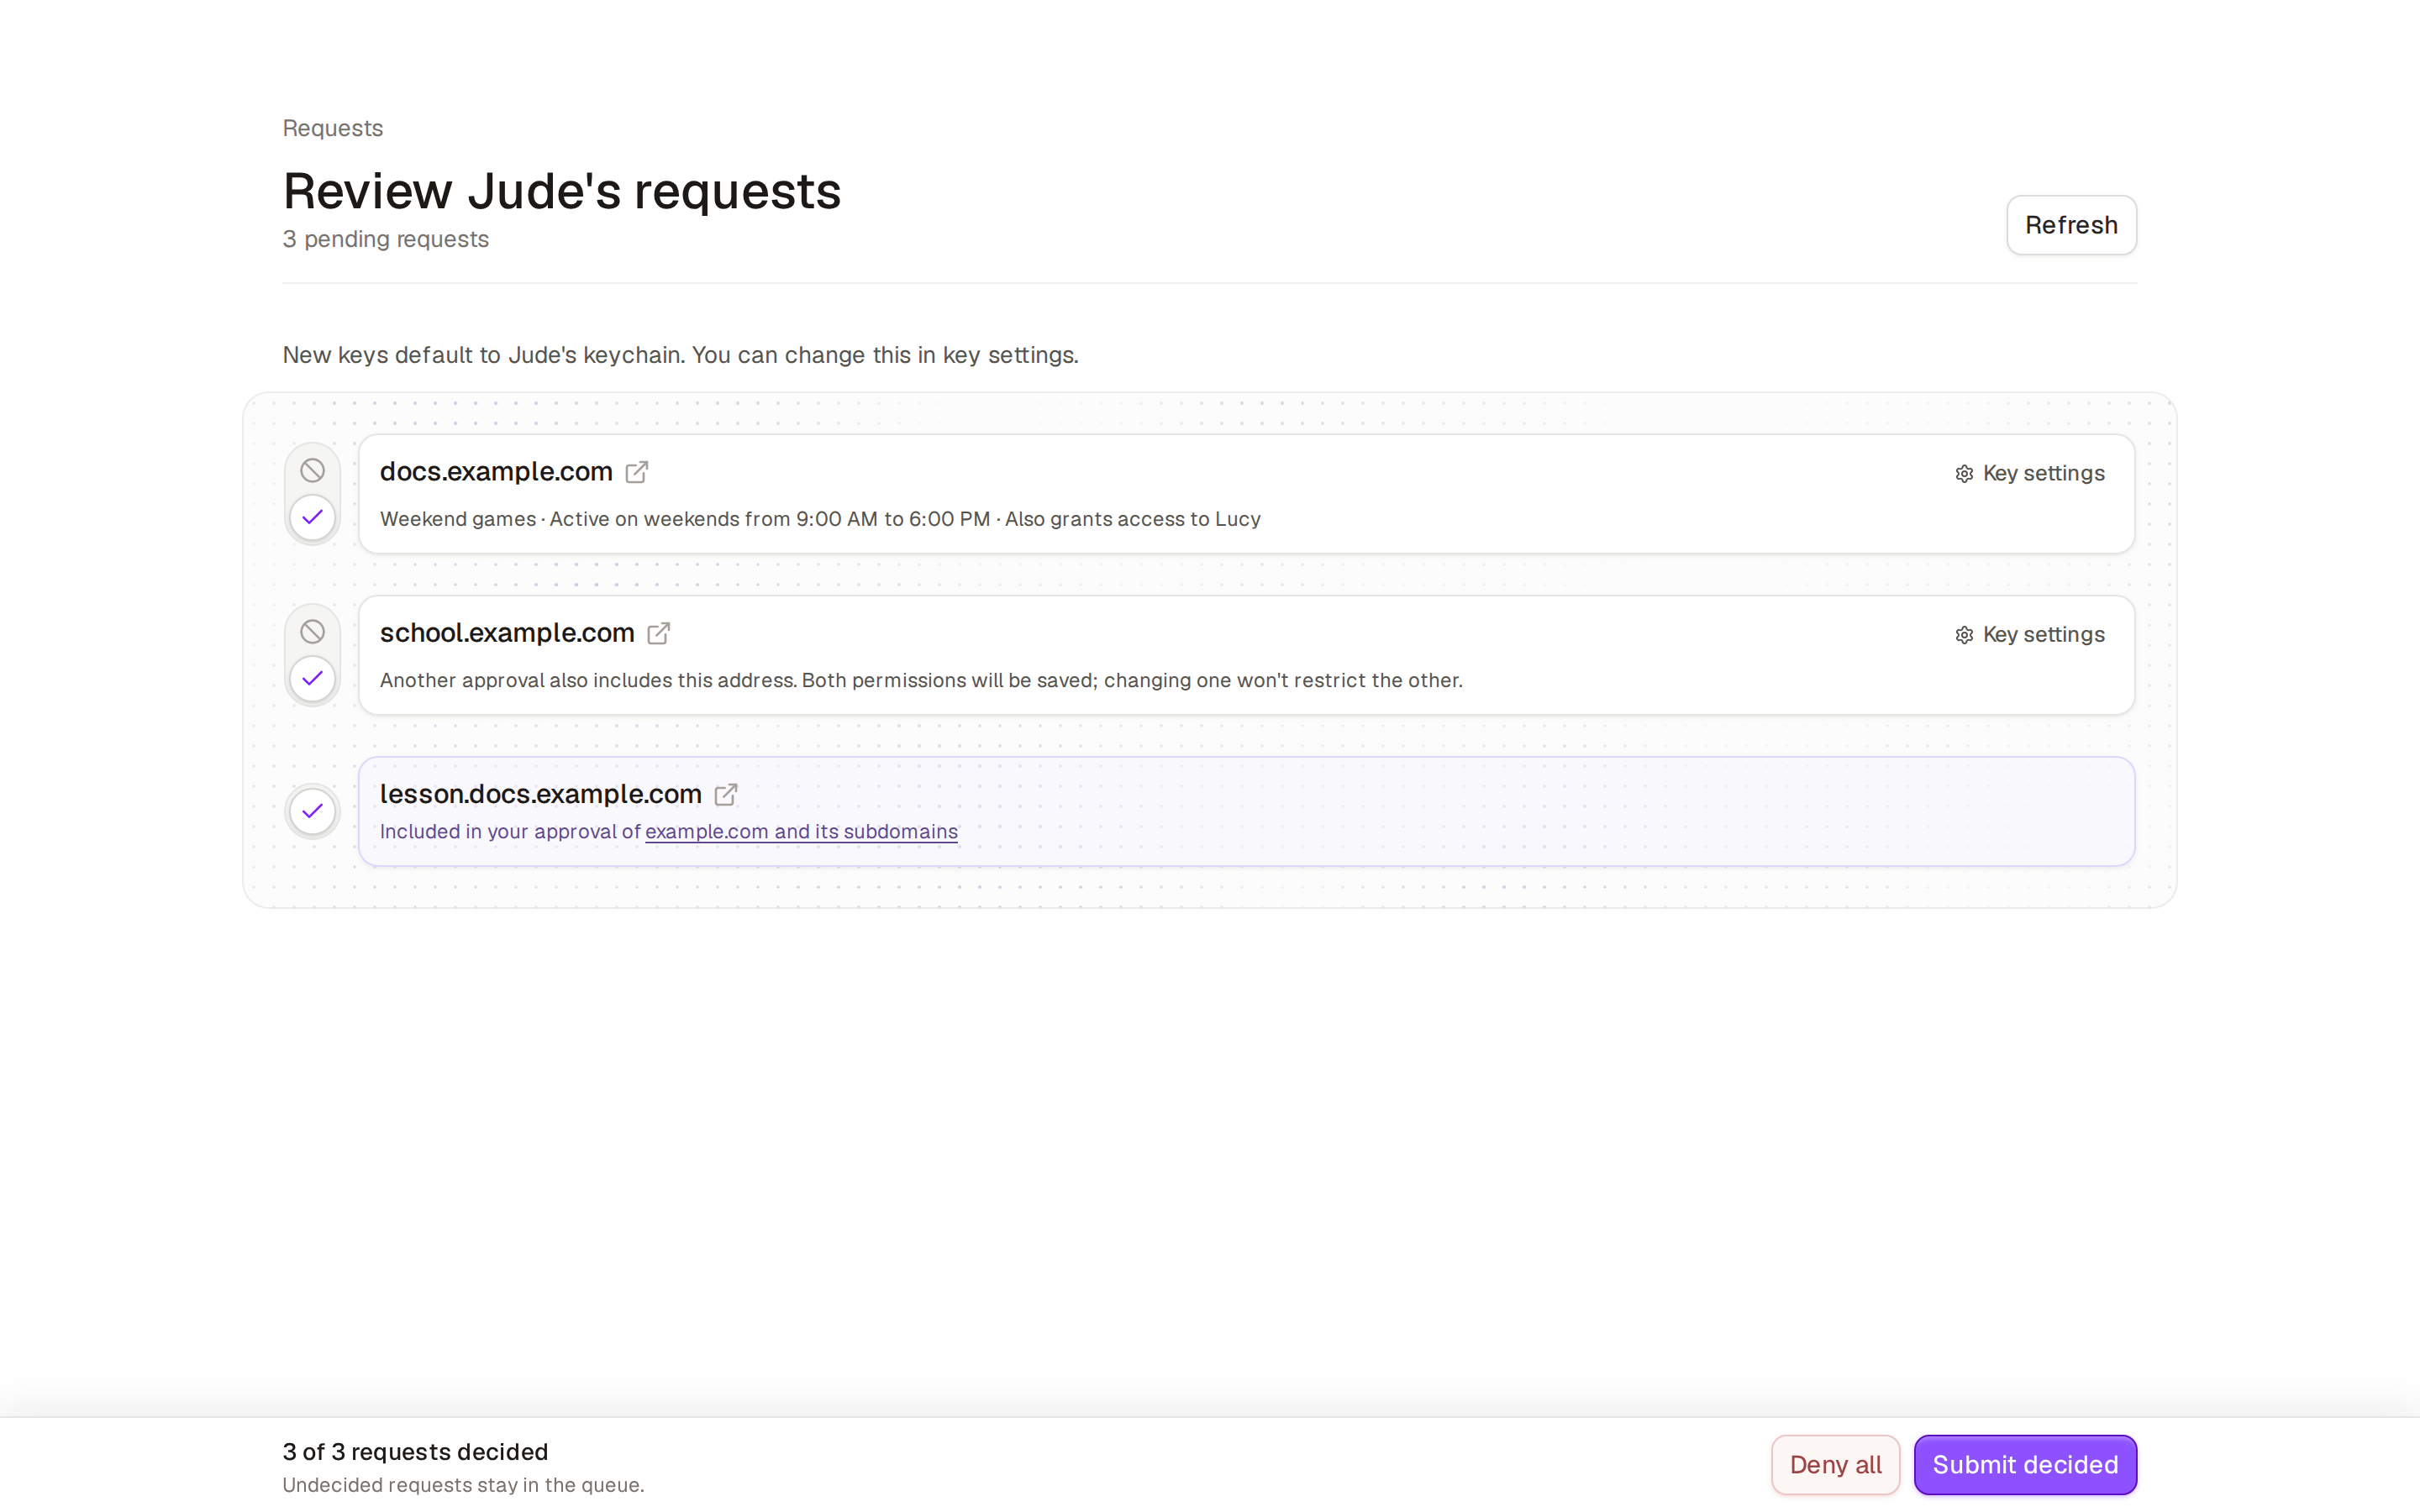 Requests
Review Jude's requests
3 pending requests
Refresh
New keys default to Jude's keychain. You can change this in key settings.
docs.example.com
Key settings
Weekend games · Active on weekends from 9:00 AM to 6:00 PM · Also grants access to Lucy
school.example.com
Key settings
Another approval also includes this address. Both permissions will be saved; changing one won't restrict the other.
lesson.docs.example.com
Included in your approval of example.com and its subdomains
3 of 3 requests decided
Undecided requests stay in the queue.
Deny all
Submit decided